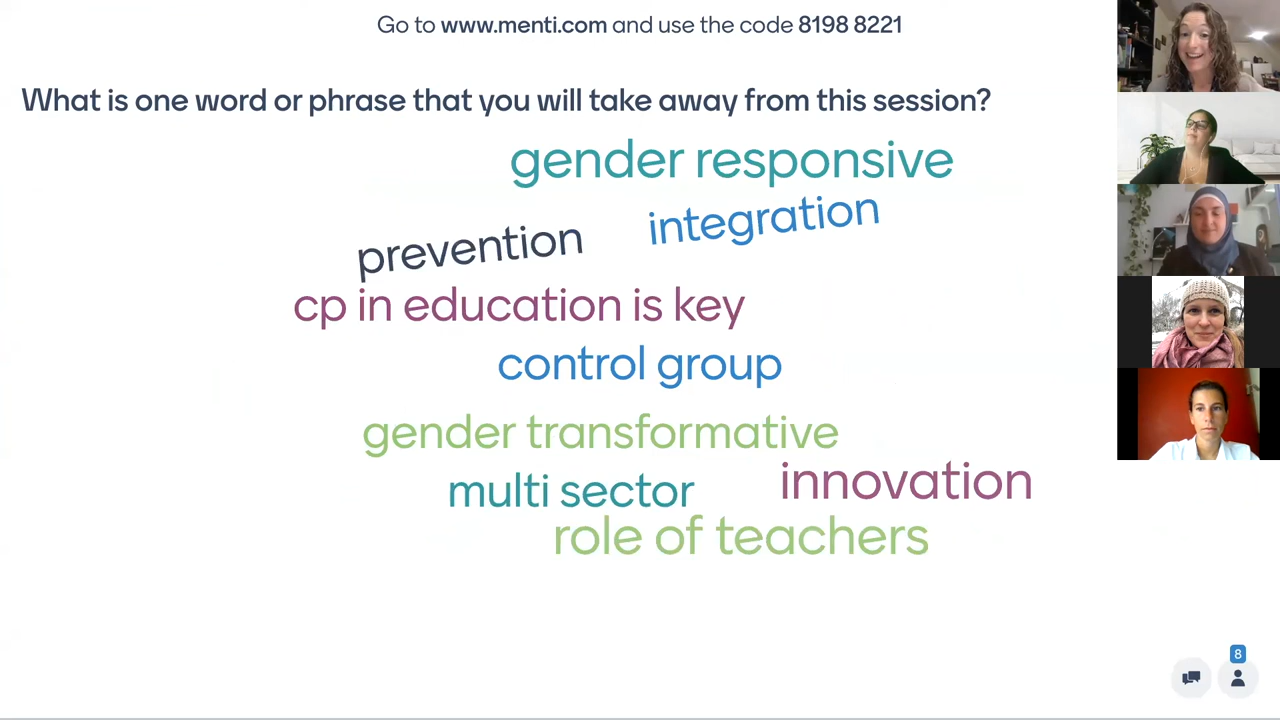 Go to www.menti.com and use the code 8198 8221
What is one word or phrase that you will take away from this session?
gender responsive
integration
prevention
cp in education is key
control group
gender transformative
innovation
multi sector
role of teachers
8